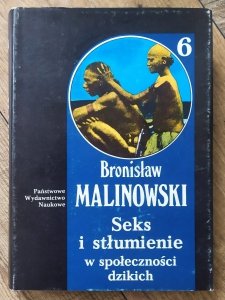 6
Bronisław
MALINOWSKI
Państwowe
Wydawnictwo
Naukowe
Seks
i stłumienie
w społeczności
dzikich